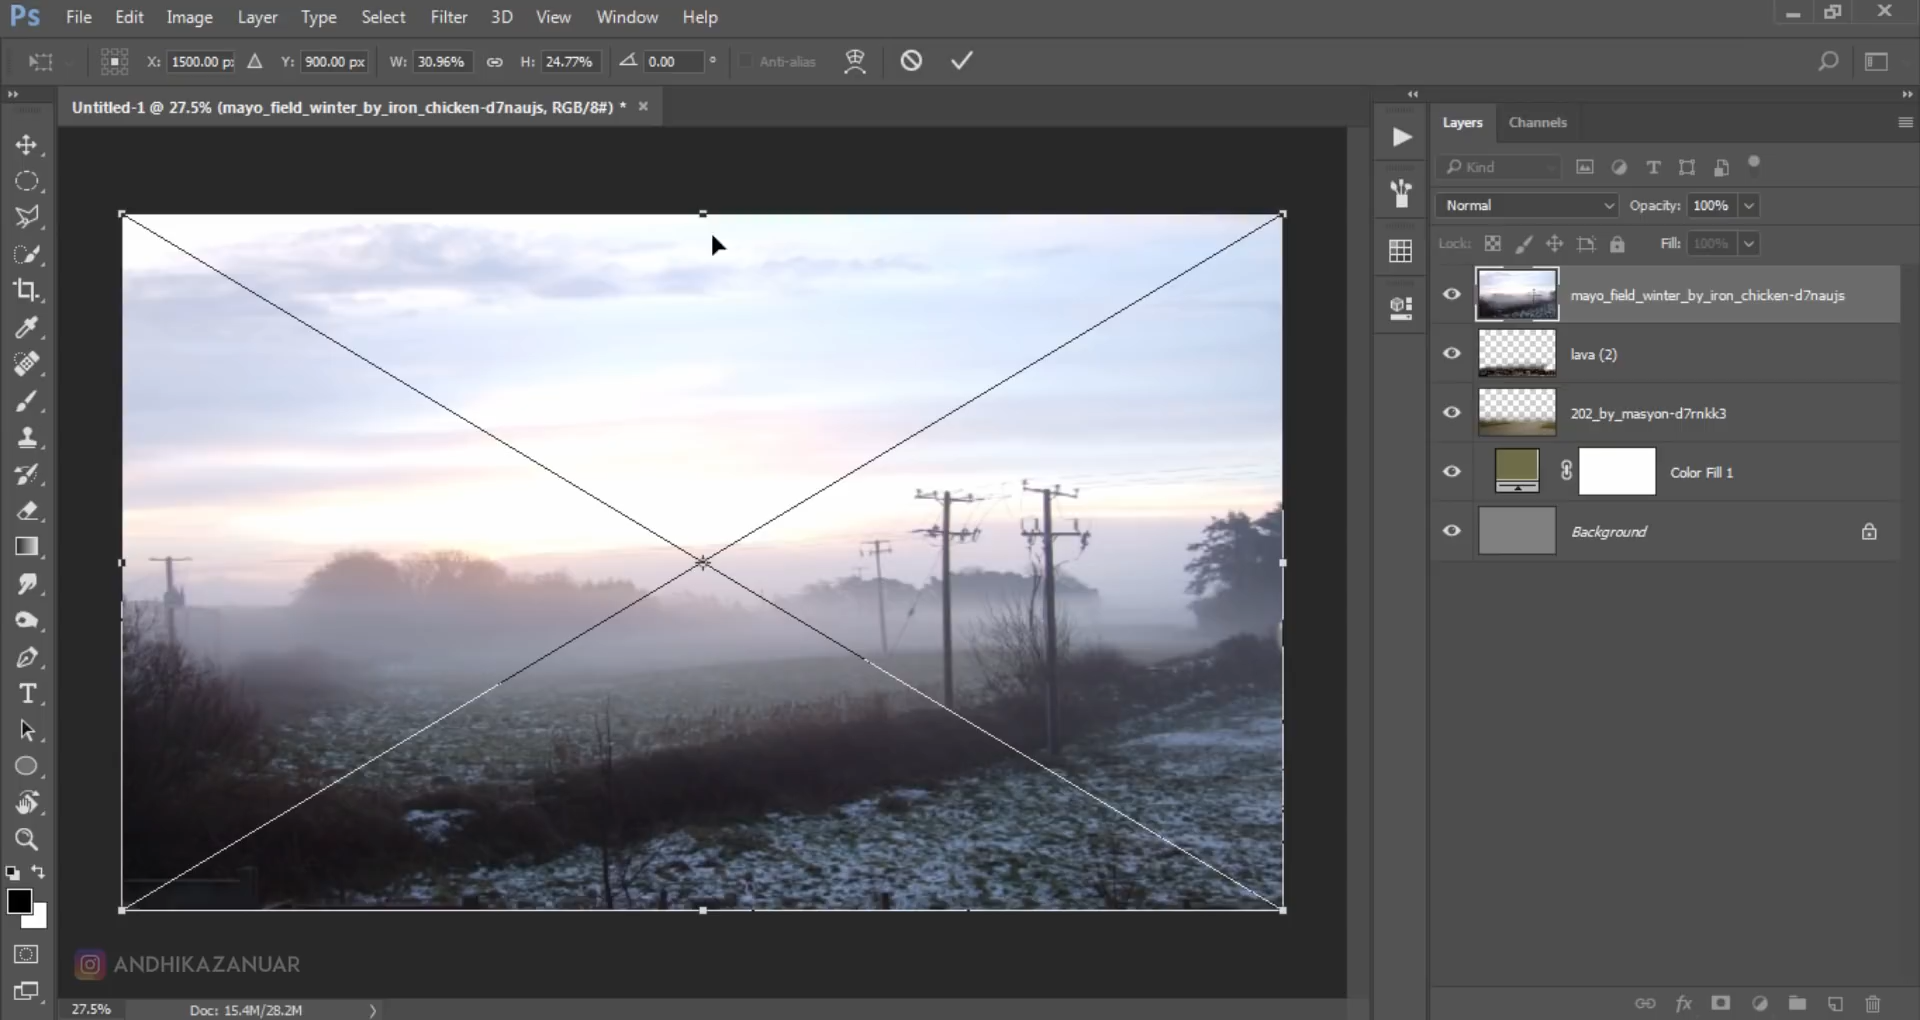 Ps File Edit Image Layer Type Select Filter 3D View Window Help
X: 1500.00 px Y: 900.00 px W: 30.96% H: 24.77% 0.00 ° Anti-alias
Untitled-1 @ 27.5% (mayo_field_winter_by_iron_chicken-d7naujs, RGB/8#) * ×
Layers Channels
Kind
Normal Opacity: 100%
Lock: Fill: 100%
mayo_field_winter_by_iron_chicken-d7naujs
lava (2)
202_by_masyon-d7rnkk3
Color Fill 1
Background
ANDHIKAZANUAR
27.5% Doc: 15.4M/28.2M
fx